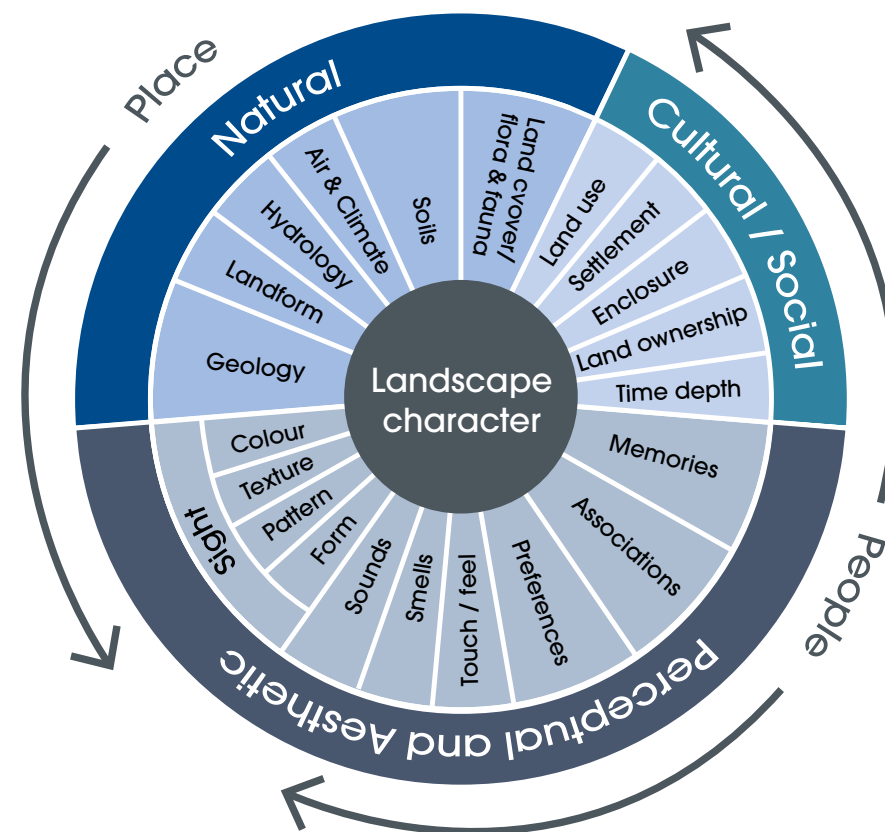 Place
Natural
Cultural / Social
People
Perceptual and Aesthetic
Landscape
character
Geology
Landform
Hydrology
Air & Climate
Soils
Land cvover/
flora & fauna
Land use
Settlement
Enclosure
Land ownership
Time depth
Memories
Associations
Preferences
Touch / feel
Smells
Sounds
Sight
Form
Pattern
Texture
Colour